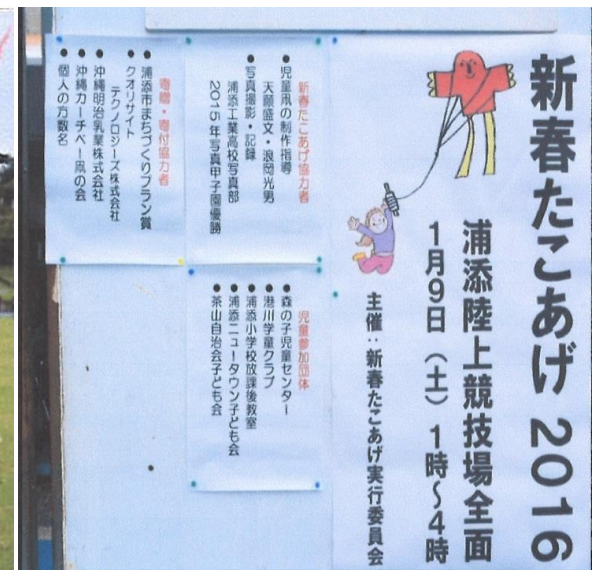 新春たこあげ 2016
浦添陸上競技場全面
1月9日（土）1時～4時
主催：新春たこあげ実行委員会
新春たこあげ協力者
●児童凧の制作指導
天願盛文・浪岡光男
●写真撮影・記録
浦添工業高校写真部
2015年写真甲子園優勝
児童参加団体
●森の子児童センター
●港川学童クラブ
●浦添小学校放課後教室
●浦添ニュータウン子ども会
●茶山自治会子ども会
寄贈・寄付協力者
●浦添市まちづくりプラン賞
●クオリサイト
テクノロジーズ株式会社
●沖縄明治乳業株式会社
●沖縄カーチベー凧の会
●個人の方数名